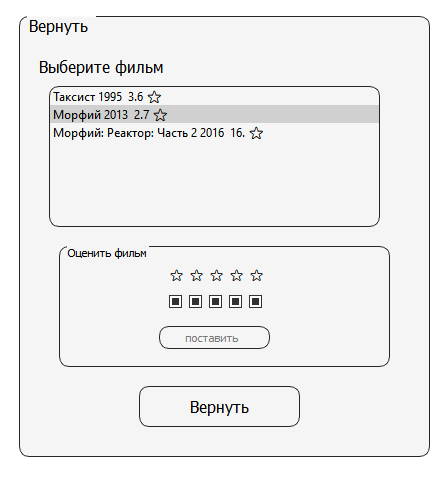 Вернуть
Выберите фильм
Таксист 1995 3.6 ☆
Морфий 2013 2.7 ☆
Морфий: Реактор: Часть 2 2016 16. ☆
Оценить фильм
☆ ☆ ☆ ☆ ☆
поставить
Вернуть